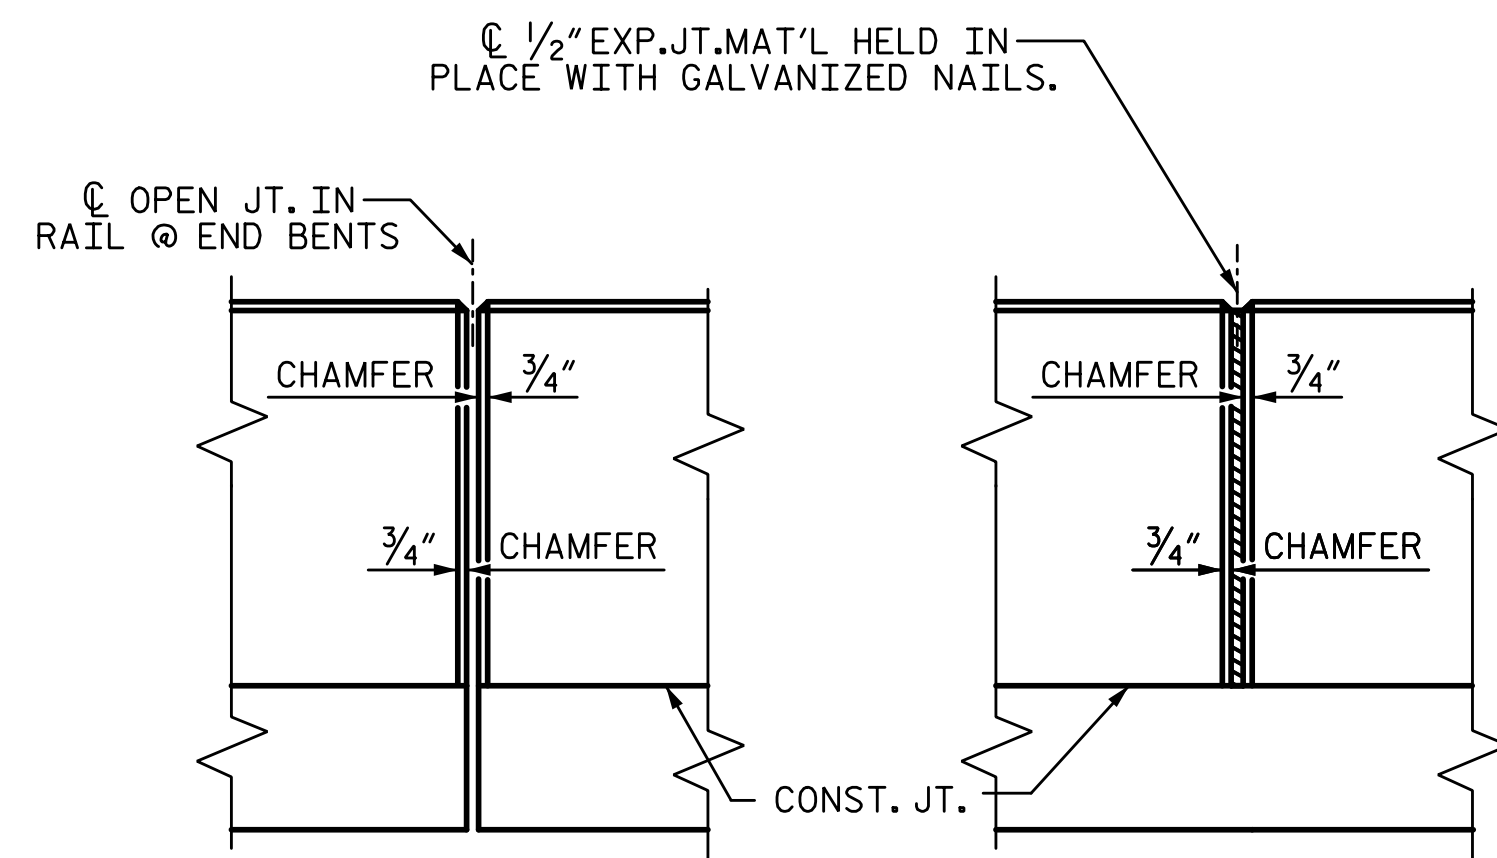 ℄ 1/2" EXP. JT. MAT'L HELD IN
PLACE WITH GALVANIZED NAILS.
℄ OPEN JT. IN
RAIL @ END BENTS
CHAMFER
3/4"
CHAMFER
3/4"
3/4"
CHAMFER
3/4"
CHAMFER
CONST. JT.